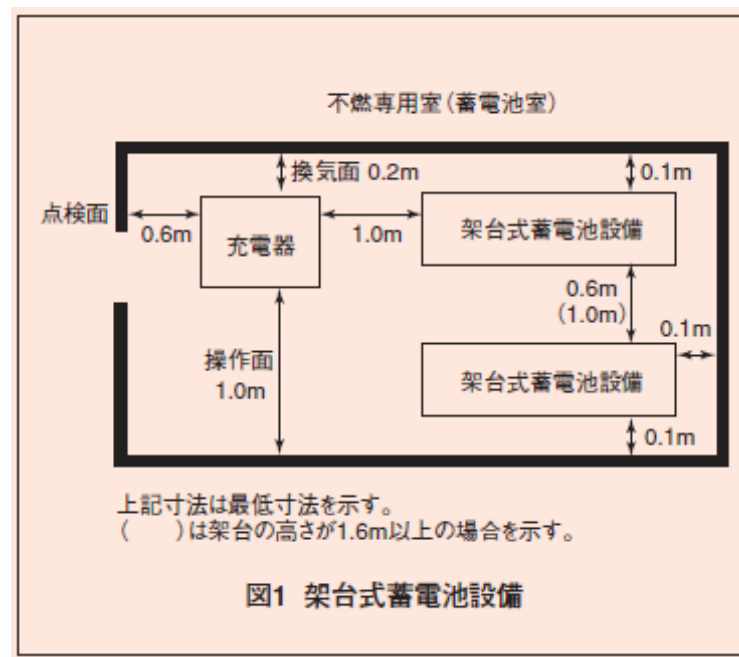 不燃専用室(蓄電池室)
換気面 0.2m
0.1m
点検面
0.6m
充電器
1.0m
架台式蓄電池設備
0.6m
(1.0m)
0.1m
操作面
1.0m
架台式蓄電池設備
0.1m
上記寸法は最低寸法を示す。
(　　)は架台の高さが1.6m以上の場合を示す。
図1 架台式蓄電池設備